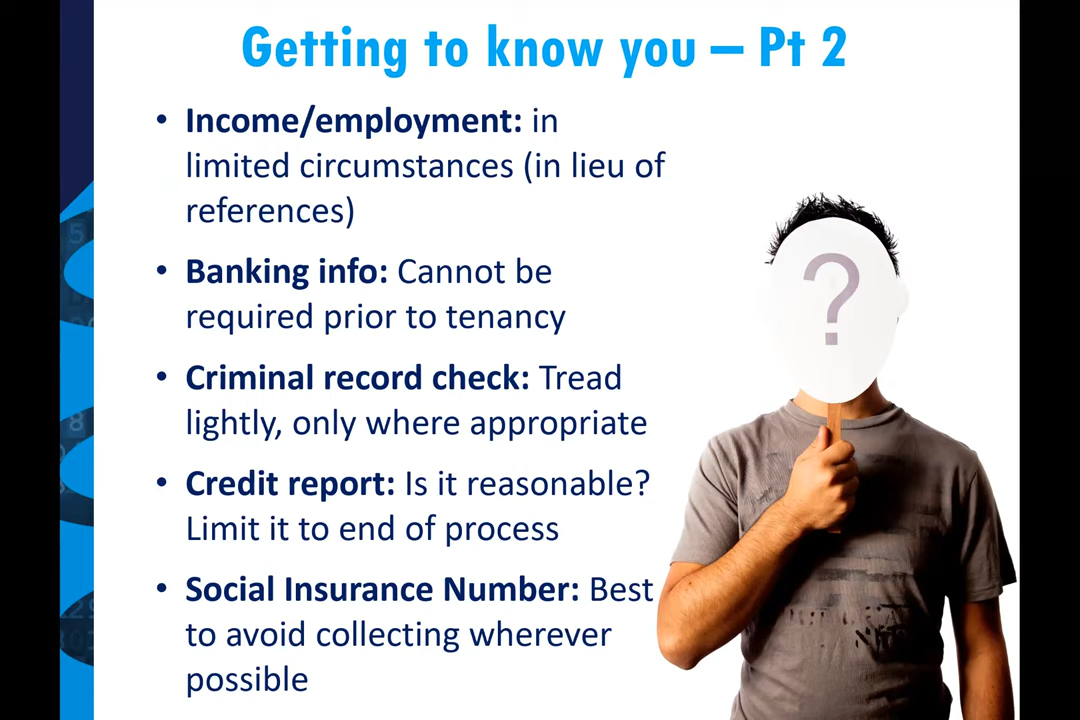 Getting to know you – Pt 2
• Income/employment: in
limited circumstances (in lieu of
references)
• Banking info: Cannot be
required prior to tenancy
• Criminal record check: Tread
lightly, only where appropriate
• Credit report: Is it reasonable?
Limit it to end of process
• Social Insurance Number: Best
to avoid collecting wherever
possible
?